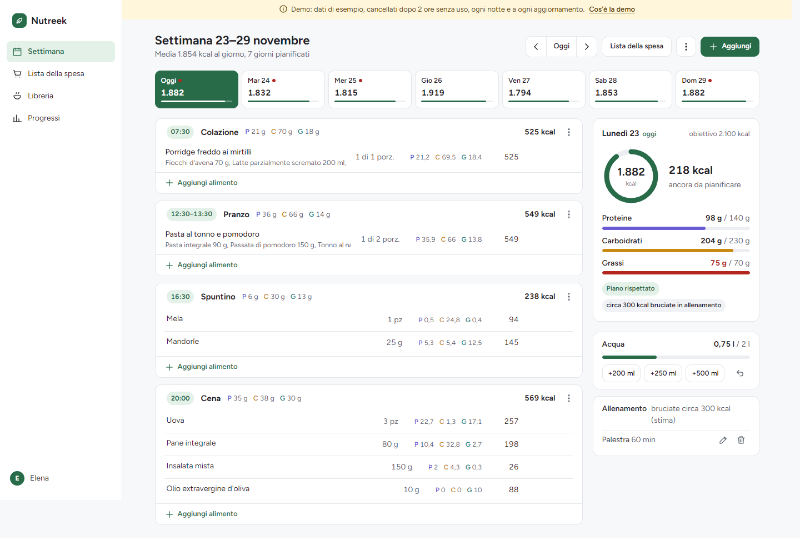 Demo: dati di esempio, cancellati dopo 2 ore senza uso, ogni notte e a ogni aggiornamento. Cos'è la demo
Nutreek
Settimana
Lista della spesa
Libreria
Progressi
E Elena
Settimana 23–29 novembre
Media 1.854 kcal al giorno, 7 giorni pianificati
Oggi
Lista della spesa
Aggiungi
Oggi
1.882
Mar 24
1.832
Mer 25
1.815
Gio 26
1.919
Ven 27
1.794
Sab 28
1.853
Dom 29
1.882
07:30 Colazione P 21 g C 70 g G 18 g 525 kcal
Porridge freddo ai mirtilli
Fiocchi d'avena 70 g, Latte parzialmente scremato 200 ml,
1 di 1 porz. P 21,2 C 69,5 G 18,4 525
Aggiungi alimento
12:30–13:30 Pranzo P 36 g C 66 g G 14 g 549 kcal
Pasta al tonno e pomodoro
Pasta integrale 90 g, Passata di pomodoro 150 g, Tonno al na
1 di 2 porz. P 35,9 C 66 G 13,8 549
Aggiungi alimento
16:30 Spuntino P 6 g C 30 g G 13 g 238 kcal
Mela 1 pz P 0,5 C 24,8 G 0,4 94
Mandorle 25 g P 5,3 C 5,4 G 12,5 145
Aggiungi alimento
20:00 Cena P 35 g C 38 g G 30 g 569 kcal
Uova 3 pz P 22,7 C 1,3 G 17,1 257
Pane integrale 80 g P 10,4 C 32,8 G 2,7 198
Insalata mista 150 g P 2 C 4,3 G 0,3 26
Olio extravergine d'oliva 10 g P 0 C 0 G 10 88
Aggiungi alimento
Lunedì 23 oggi obiettivo 2.100 kcal
1.882
kcal
218 kcal
ancora da pianificare
Proteine 98 g / 140 g
Carboidrati 204 g / 230 g
Grassi 75 g / 70 g
Piano rispettato
circa 300 kcal bruciate in allenamento
Acqua 0,75 l / 2 l
+200 ml +250 ml +500 ml
Allenamento bruciate circa 300 kcal
(stima)
Palestra 60 min